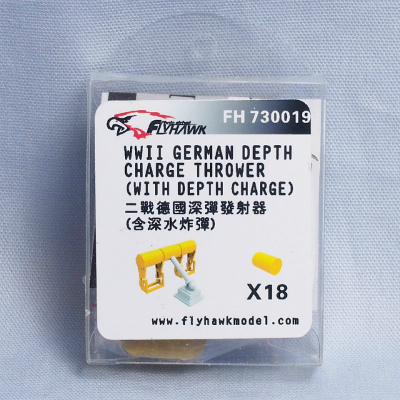 FLYHAWK
FH 730019
WWII GERMAN DEPTH
CHARGE THROWER
(WITH DEPTH CHARGE)
二戰德國深彈發射器
(含深水炸彈)
X18
www.flyhawkmodel.com